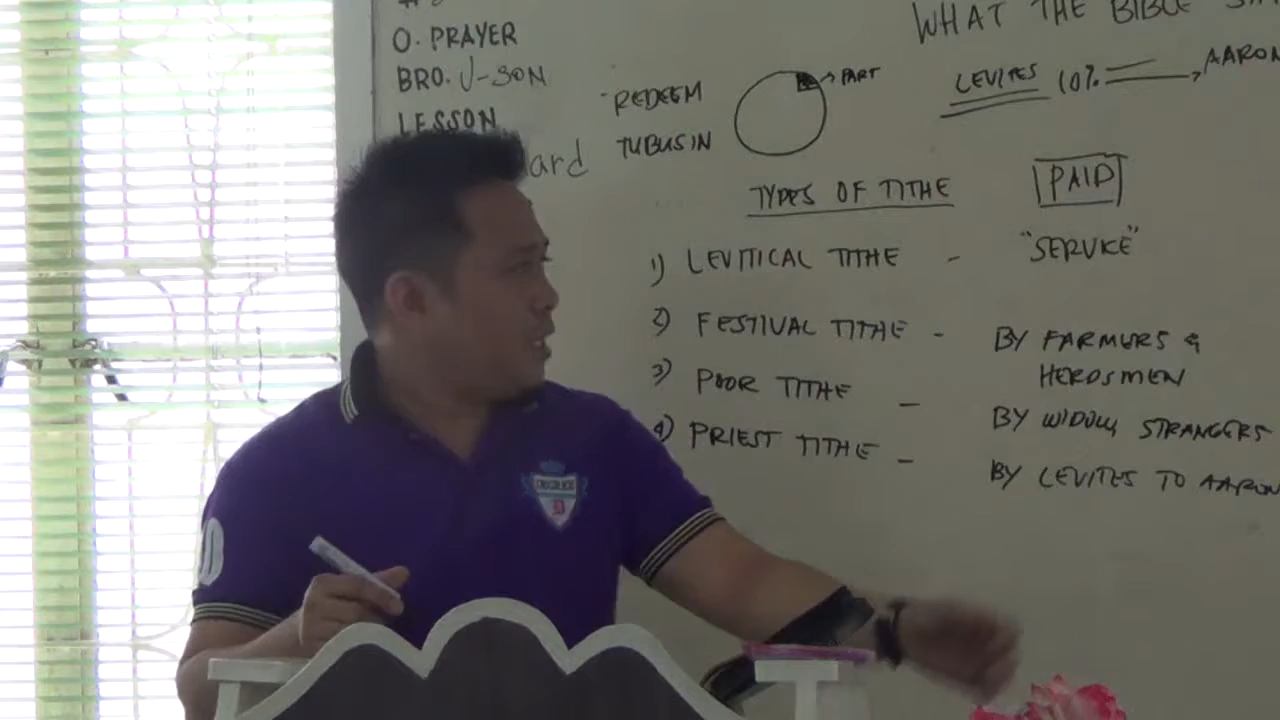 O. PRAYER
BRO. J-SON
LESSON
ard
REDEEM
TUBUSIN
PART
WHAT THE BIBLE
LEVITES 10% AARON
TYPES OF TITHE
PAID
1) LEVITICAL TITHE - "SERVICE"
2) FESTIVAL TITHE - BY FARMERS &
HERDSMEN
3) POOR TITHE - BY WIDOW STRANGERS
4) PRIEST TITHE - BY LEVITES TO AARON